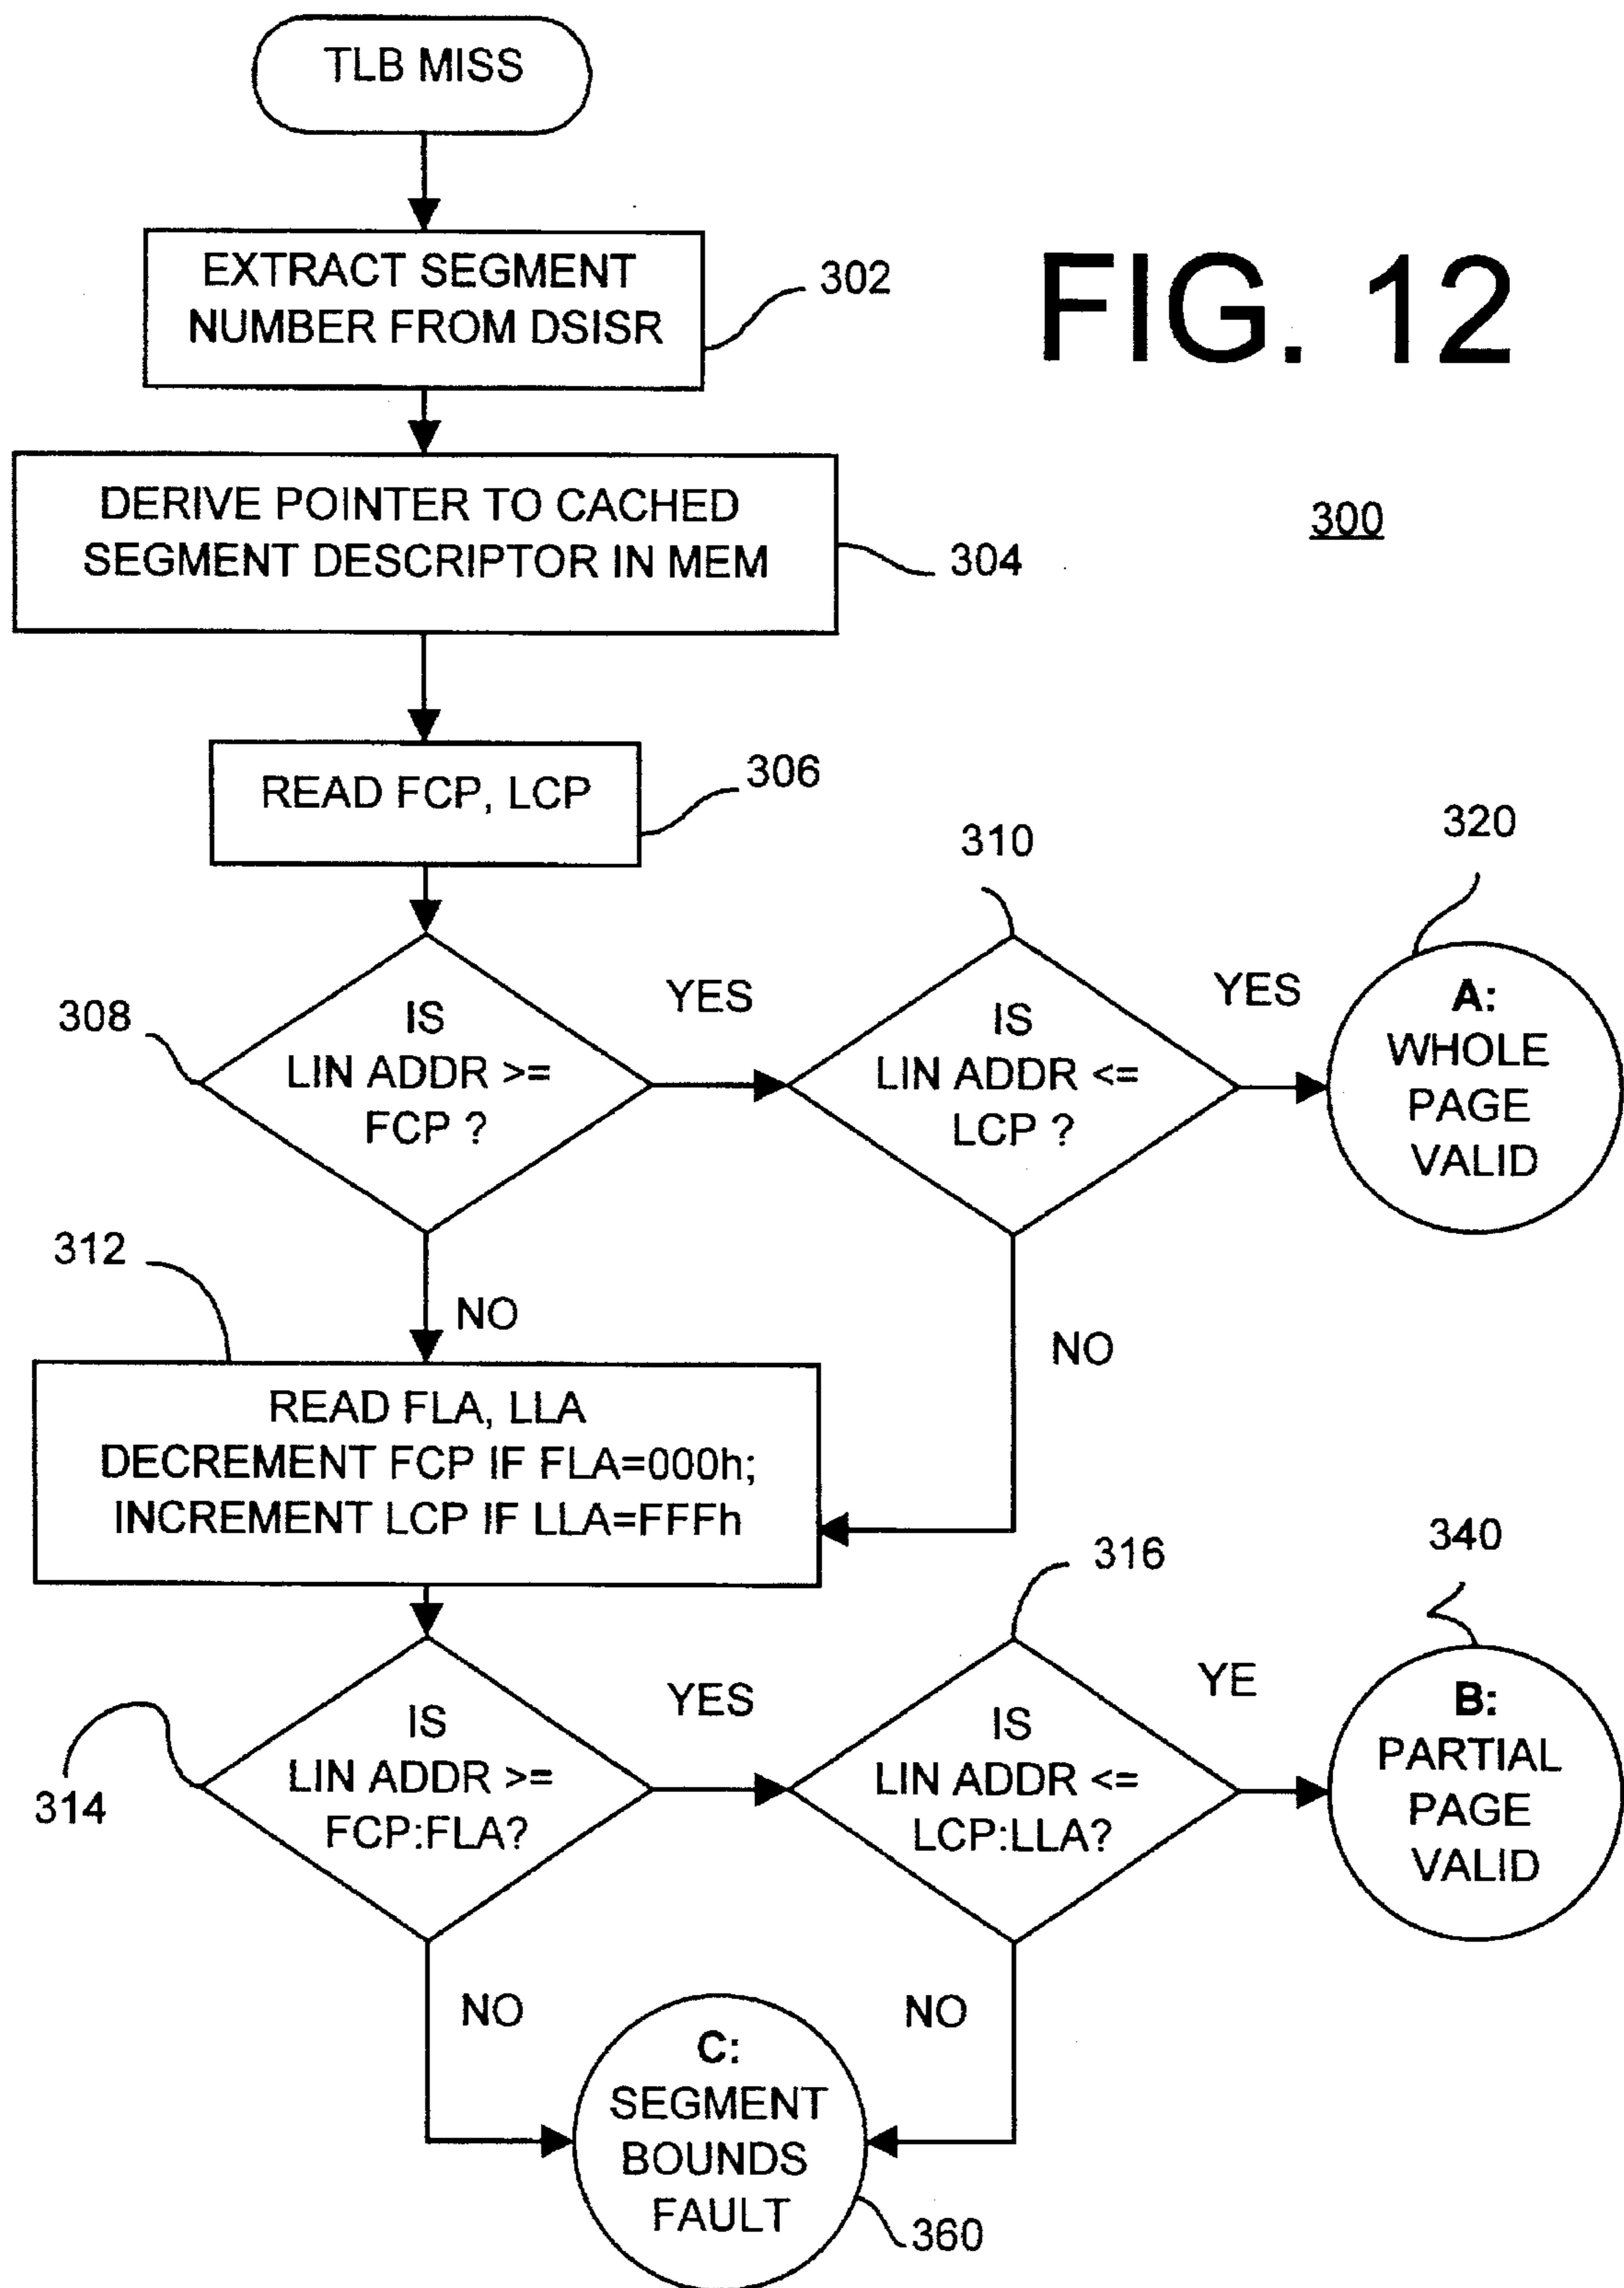 TLB MISS
EXTRACT SEGMENT
NUMBER FROM DSISR
302
FIG. 12
DERIVE POINTER TO CACHED
SEGMENT DESCRIPTOR IN MEM
304
300
READ FCP, LCP
306
308
IS
LIN ADDR >=
FCP ?
YES
310
IS
LIN ADDR <=
LCP ?
YES
320
A:
WHOLE
PAGE
VALID
312
NO
NO
READ FLA, LLA
DECREMENT FCP IF FLA=000h;
INCREMENT LCP IF LLA=FFFh
314
IS
LIN ADDR >=
FCP:FLA?
YES
316
IS
LIN ADDR <=
LCP:LLA?
YE
340
B:
PARTIAL
PAGE
VALID
NO
NO
C:
SEGMENT
BOUNDS
FAULT
360